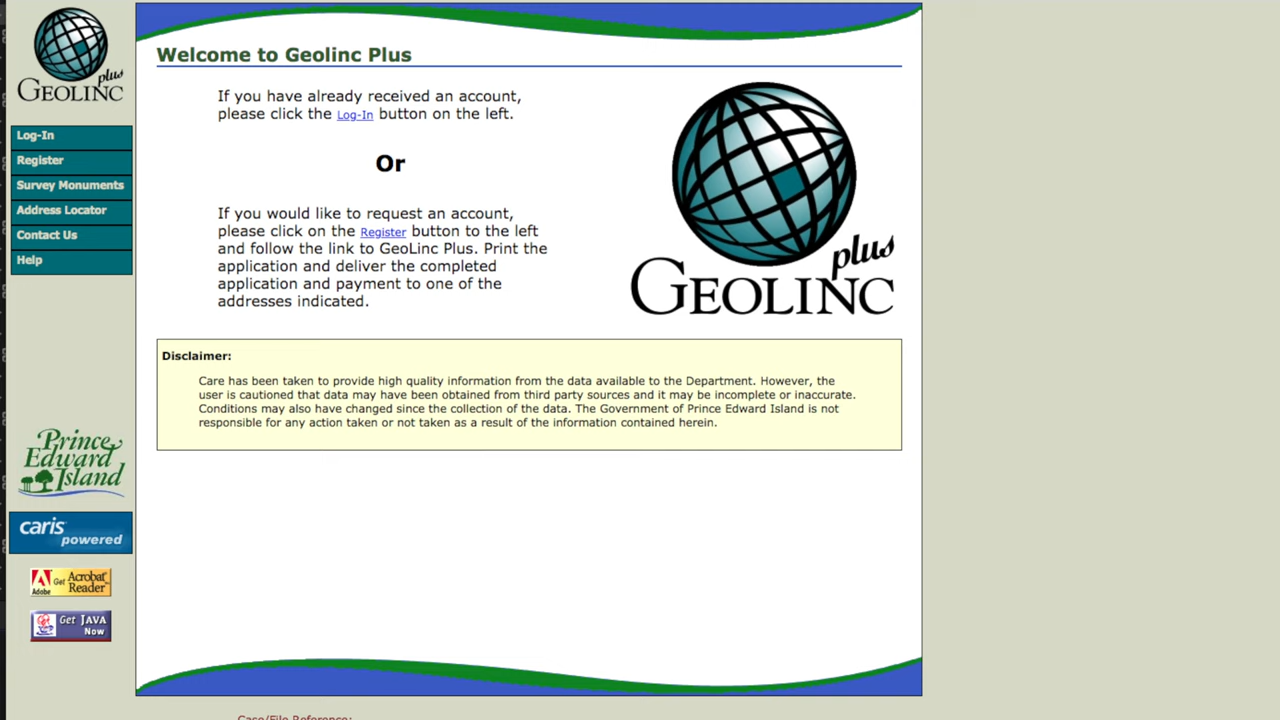 plus
GEOLINC
Log-In
Register
Survey Monuments
Address Locator
Contact Us
Help
Prince
Edward
Island
caris
powered
Adobe
Get Acrobat
Reader
Get JAVA
Now
Welcome to Geolinc Plus
If you have already received an account,
please click the Log-In button on the left.
Or
If you would like to request an account,
please click on the Register button to the left
and follow the link to GeoLinc Plus. Print the
application and deliver the completed
application and payment to one of the
addresses indicated.
plus
GEOLINC
Disclaimer:
Care has been taken to provide high quality information from the data available to the Department. However, the
user is cautioned that data may have been obtained from third party sources and it may be incomplete or inaccurate.
Conditions may also have changed since the collection of the data. The Government of Prince Edward Island is not
responsible for any action taken or not taken as a result of the information contained herein.
Case/File Reference: